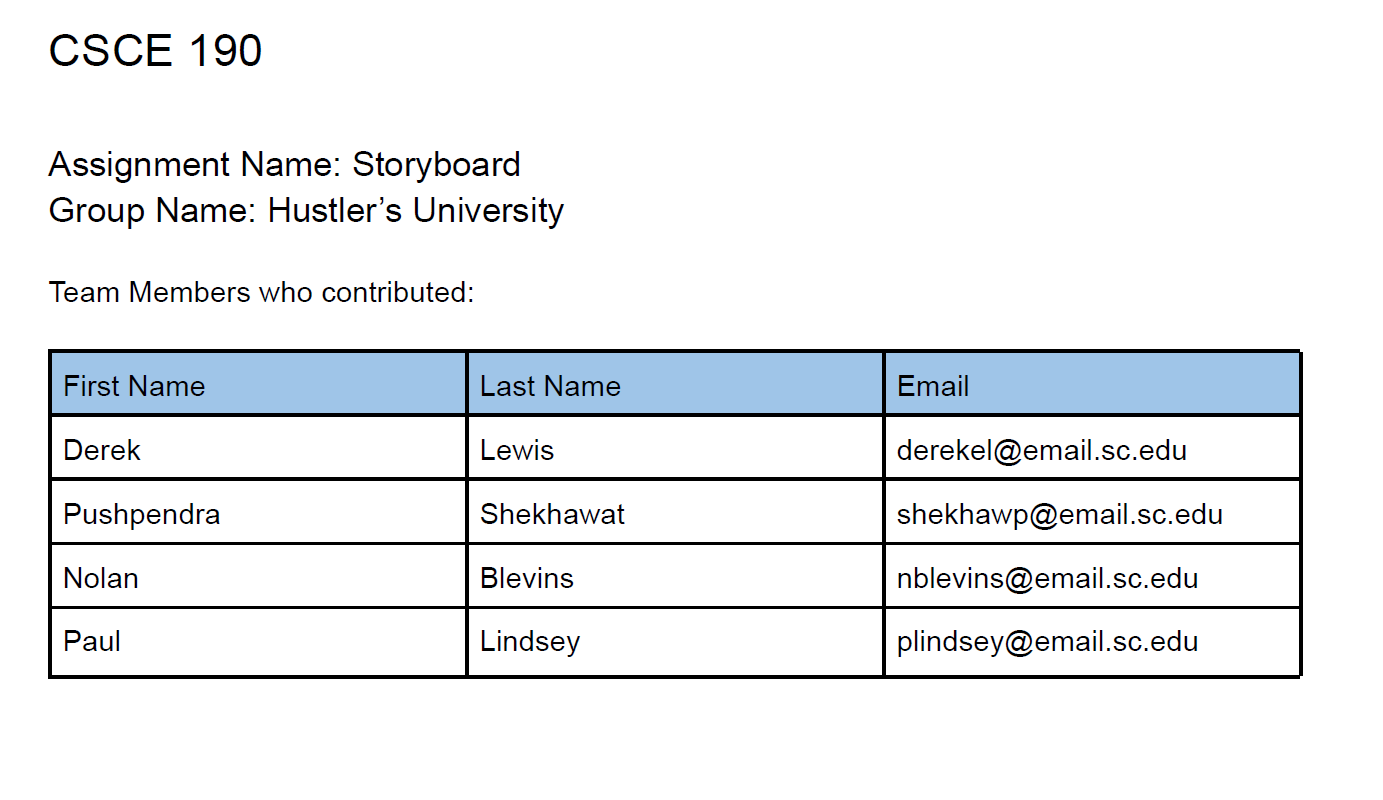 CSCE 190
Assignment Name: Storyboard
Group Name: Hustler’s University
Team Members who contributed:
First Name Last Name Email
Derek Lewis derekel@email.sc.edu
Pushpendra Shekhawat shekhawp@email.sc.edu
Nolan Blevins nblevins@email.sc.edu
Paul Lindsey plindsey@email.sc.edu